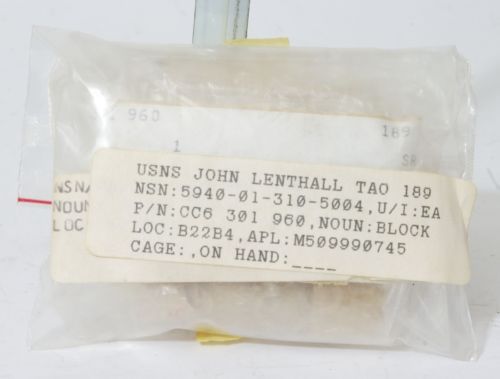 960
189
1
SR
NSN
NOUN
LOC
USNS JOHN LENTHALL TAO 189
NSN:5940-01-310-5004,U/I:EA
P/N:CC6 301 960,NOUN:BLOCK
LOC:B22B4,APL:M509990745
CAGE:,ON HAND:____